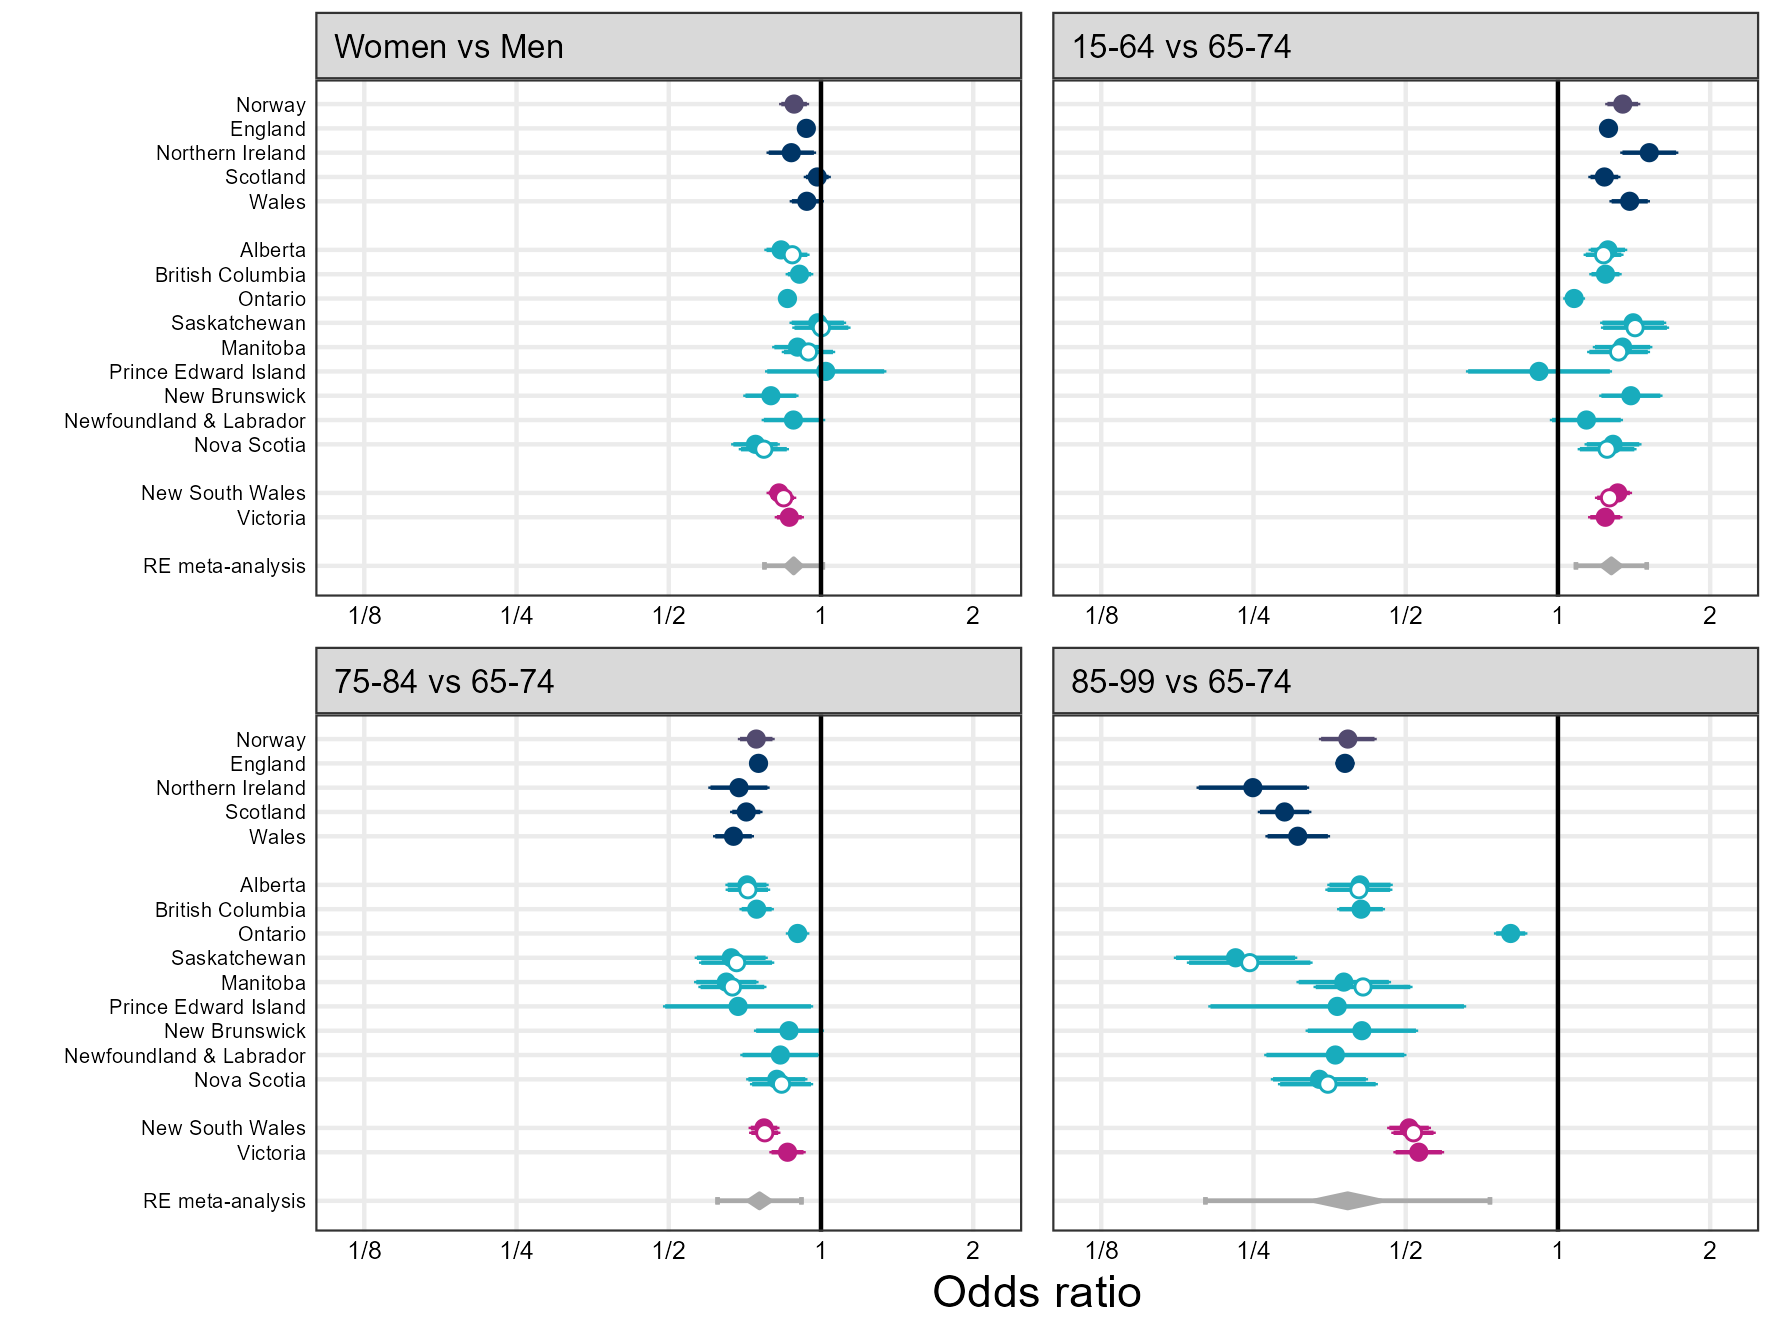 Women vs Men
15-64 vs 65-74
Norway
England
Northern Ireland
Scotland
Wales
Alberta
British Columbia
Ontario
Saskatchewan
Manitoba
Prince Edward Island
New Brunswick
Newfoundland & Labrador
Nova Scotia
New South Wales
Victoria
RE meta-analysis
1/8 1/4 1/2 1 2
1/8 1/4 1/2 1 2
75-84 vs 65-74
85-99 vs 65-74
Norway
England
Northern Ireland
Scotland
Wales
Alberta
British Columbia
Ontario
Saskatchewan
Manitoba
Prince Edward Island
New Brunswick
Newfoundland & Labrador
Nova Scotia
New South Wales
Victoria
RE meta-analysis
1/8 1/4 1/2 1 2
1/8 1/4 1/2 1 2
Odds ratio